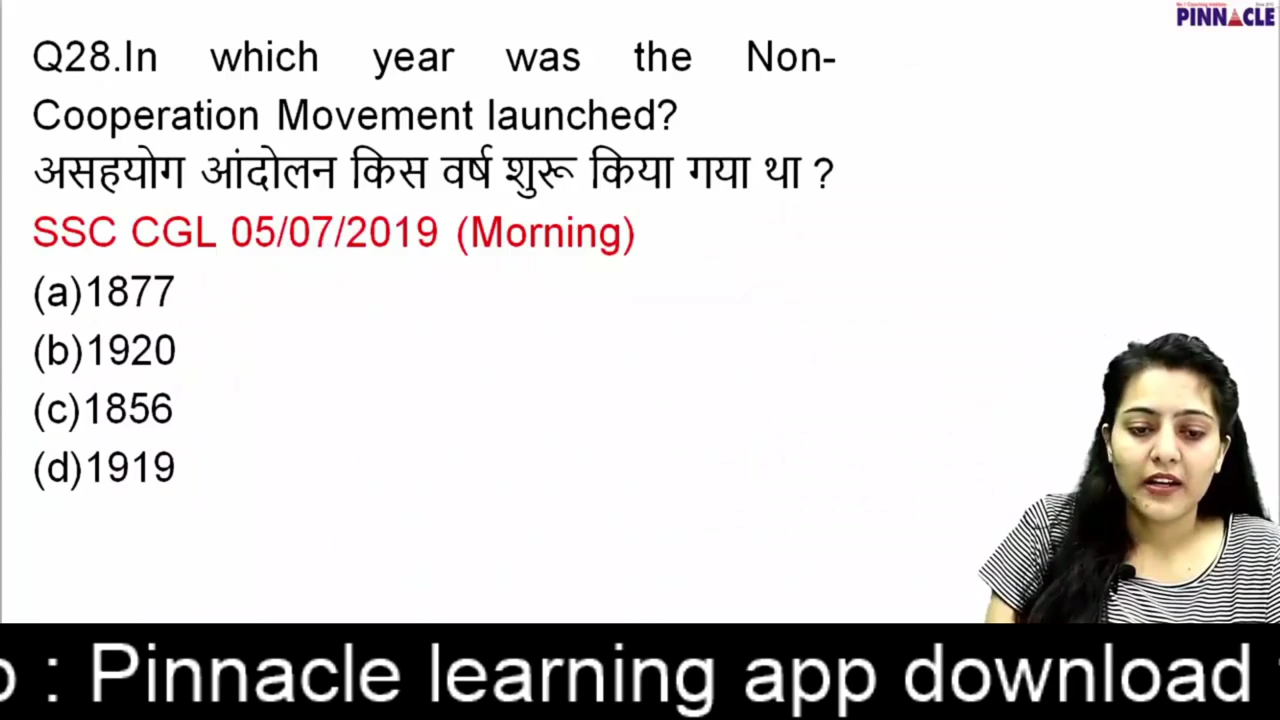 PINNACLE
Q28.In which year was the Non-
Cooperation Movement launched?
असहयोग आंदोलन किस वर्ष शुरू किया गया था ?
SSC CGL 05/07/2019 (Morning)
(a)1877
(b)1920
(c)1856
(d)1919
: Pinnacle learning app download